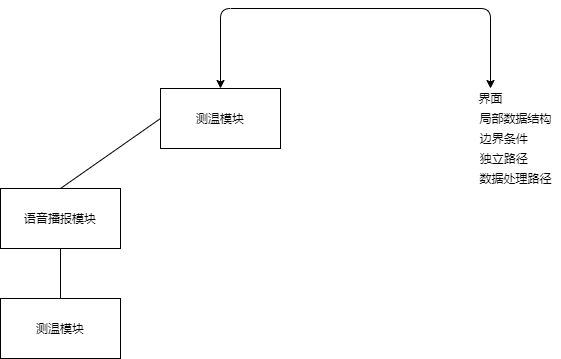 界面
测温模块
局部数据结构
边界条件
独立路径
数据处理路径
语音播报模块
测温模块